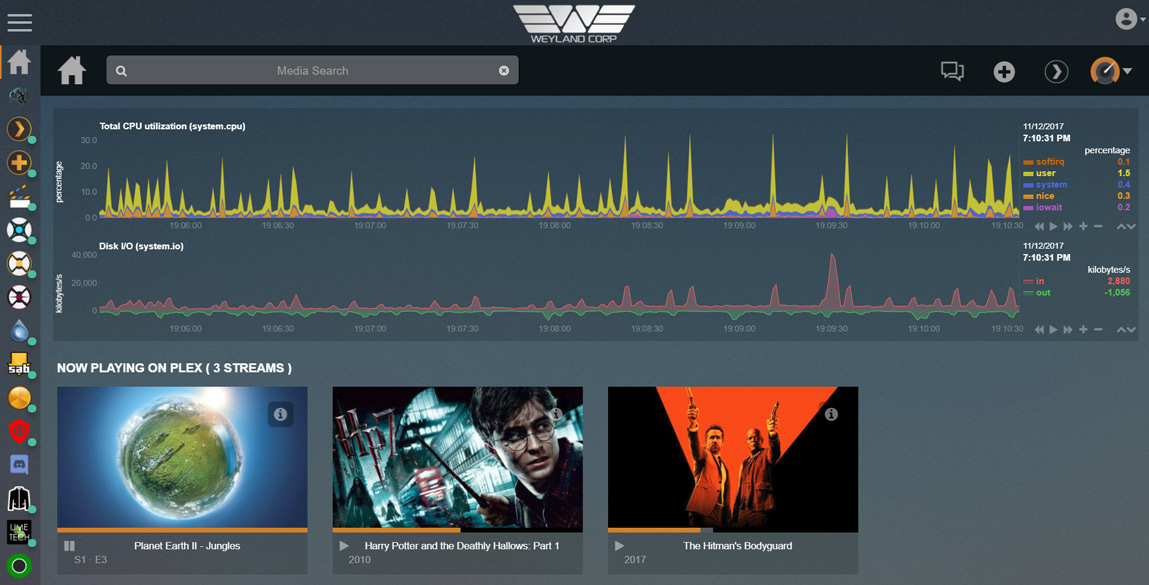 WEYLAND CORP
Media Search
Total CPU utilization (system.cpu)
11/12/2017
7:10:31 PM
percentage
percentage
30.0
20.0
10.0
0.0
softirq 0.1
user 1.5
system 0.4
nice 0.3
iowait 0.2
19:06:00 19:06:30 19:07:00 19:07:30 19:08:00 19:08:30 19:09:00 19:09:30 19:10:00 19:10:30
Disk I/O (system.io)
11/12/2017
7:10:31 PM
kilobytes/s
kilobytes/s
40,000
20,000
0
in 2,880
out -1,056
19:06:00 19:06:30 19:07:00 19:07:30 19:08:00 19:08:30 19:09:00 19:09:30 19:10:00 19:10:30
NOW PLAYING ON PLEX ( 3 STREAMS )
sab
LIME
TECH
HP
Planet Earth II - Jungles
S1 · E3
Harry Potter and the Deathly Hallows: Part 1
2010
The Hitman's Bodyguard
2017